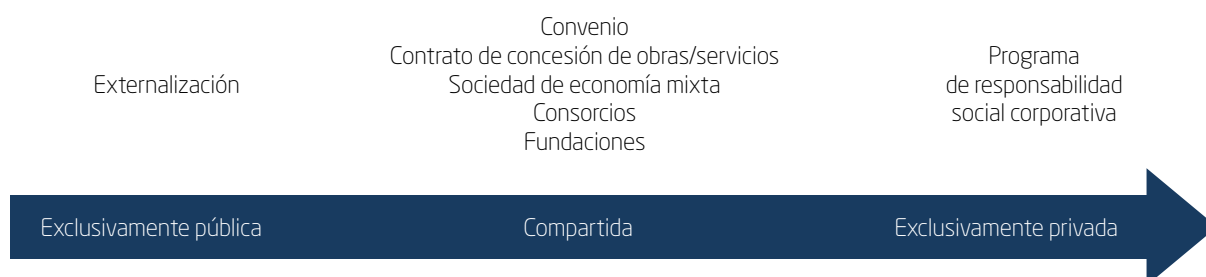 Externalización
Convenio
Contrato de concesión de obras/servicios
Sociedad de economía mixta
Consorcios
Fundaciones
Programa
de responsabilidad
social corporativa
Exclusivamente pública
Compartida
Exclusivamente privada